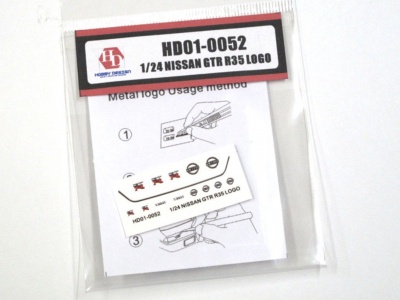 HD
HOBBY DESIGN
HD01-0052
1/24 NISSAN GTR R35 LOGO
Metal logo Usage method
1
HD01-0052 1/24 NISSAN GTR R35 LOGO
3